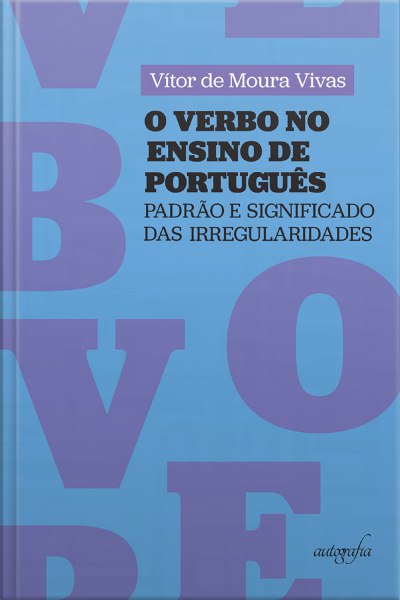 Vítor de Moura Vivas
O VERBO NO
ENSINO DE
PORTUGUÊS
PADRÃO E SIGNIFICADO
DAS IRREGULARIDADES
autografia